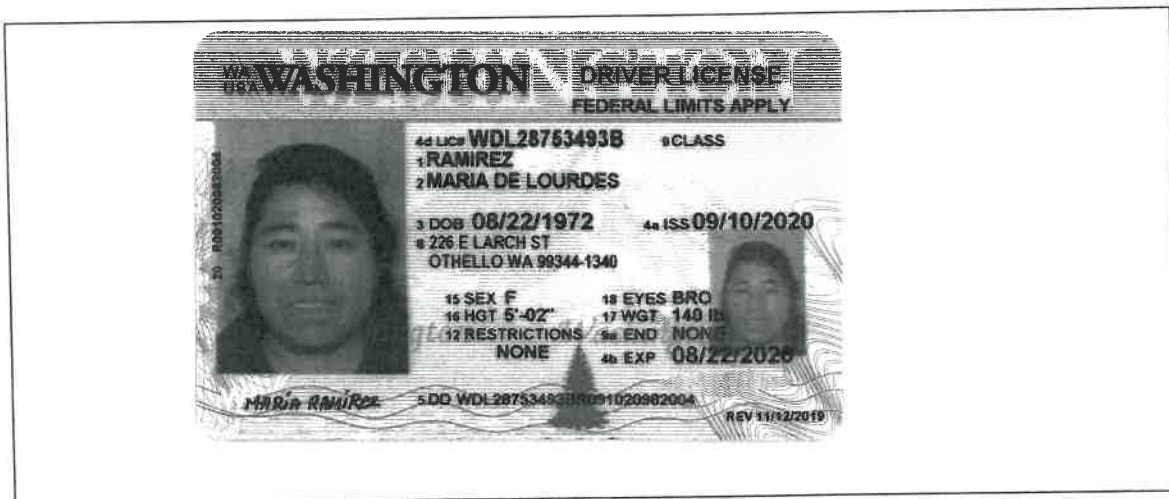 WA USA WASHINGTON DRIVER LICENSE
FEDERAL LIMITS APPLY
4d LIC# WDL28753493B 9 CLASS
1 RAMIREZ
2 MARIA DE LOURDES
3 DOB 08/22/1972 4a ISS 09/10/2020
8 226 E LARCH ST
OTHELLO WA 99344-1340
15 SEX F 18 EYES BRO
16 HGT 5'-02" 17 WGT 140 lb
12 RESTRICTIONS 9a END NONE
NONE 4b EXP 08/22/2026
MARía RAMíRez 5 DD WDL28753493BR091020982004
REV 11/12/2019